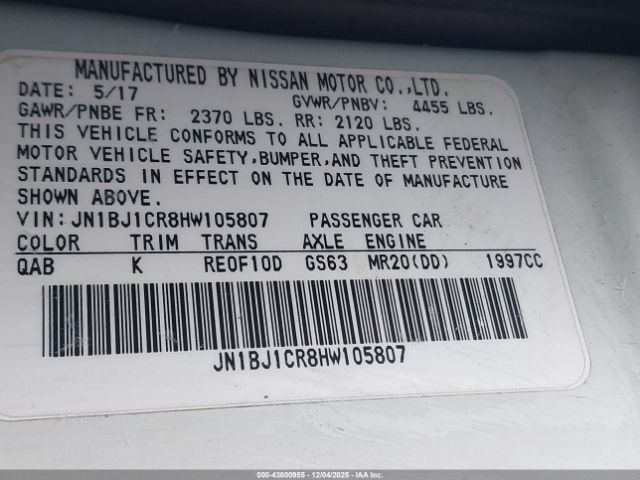 MANUFACTURED BY NISSAN MOTOR CO.,LTD.
DATE: 5/17 GVWR/PNBV: 4455 LBS.
GAWR/PNBE FR: 2370 LBS. RR: 2120 LBS.
THIS VEHICLE CONFORMS TO ALL APPLICABLE FEDERAL
MOTOR VEHICLE SAFETY,BUMPER,AND THEFT PREVENTION
STANDARDS IN EFFECT ON THE DATE OF MANUFACTURE
SHOWN ABOVE.
VIN:JN1BJ1CR8HW105807 PASSENGER CAR
COLOR TRIM TRANS AXLE ENGINE
QAB K RE0F10D GS63 MR20(DD) 1997CC
JN1BJ1CR8HW105807
000-43800955 - 12/04/2025 - IAA Inc.